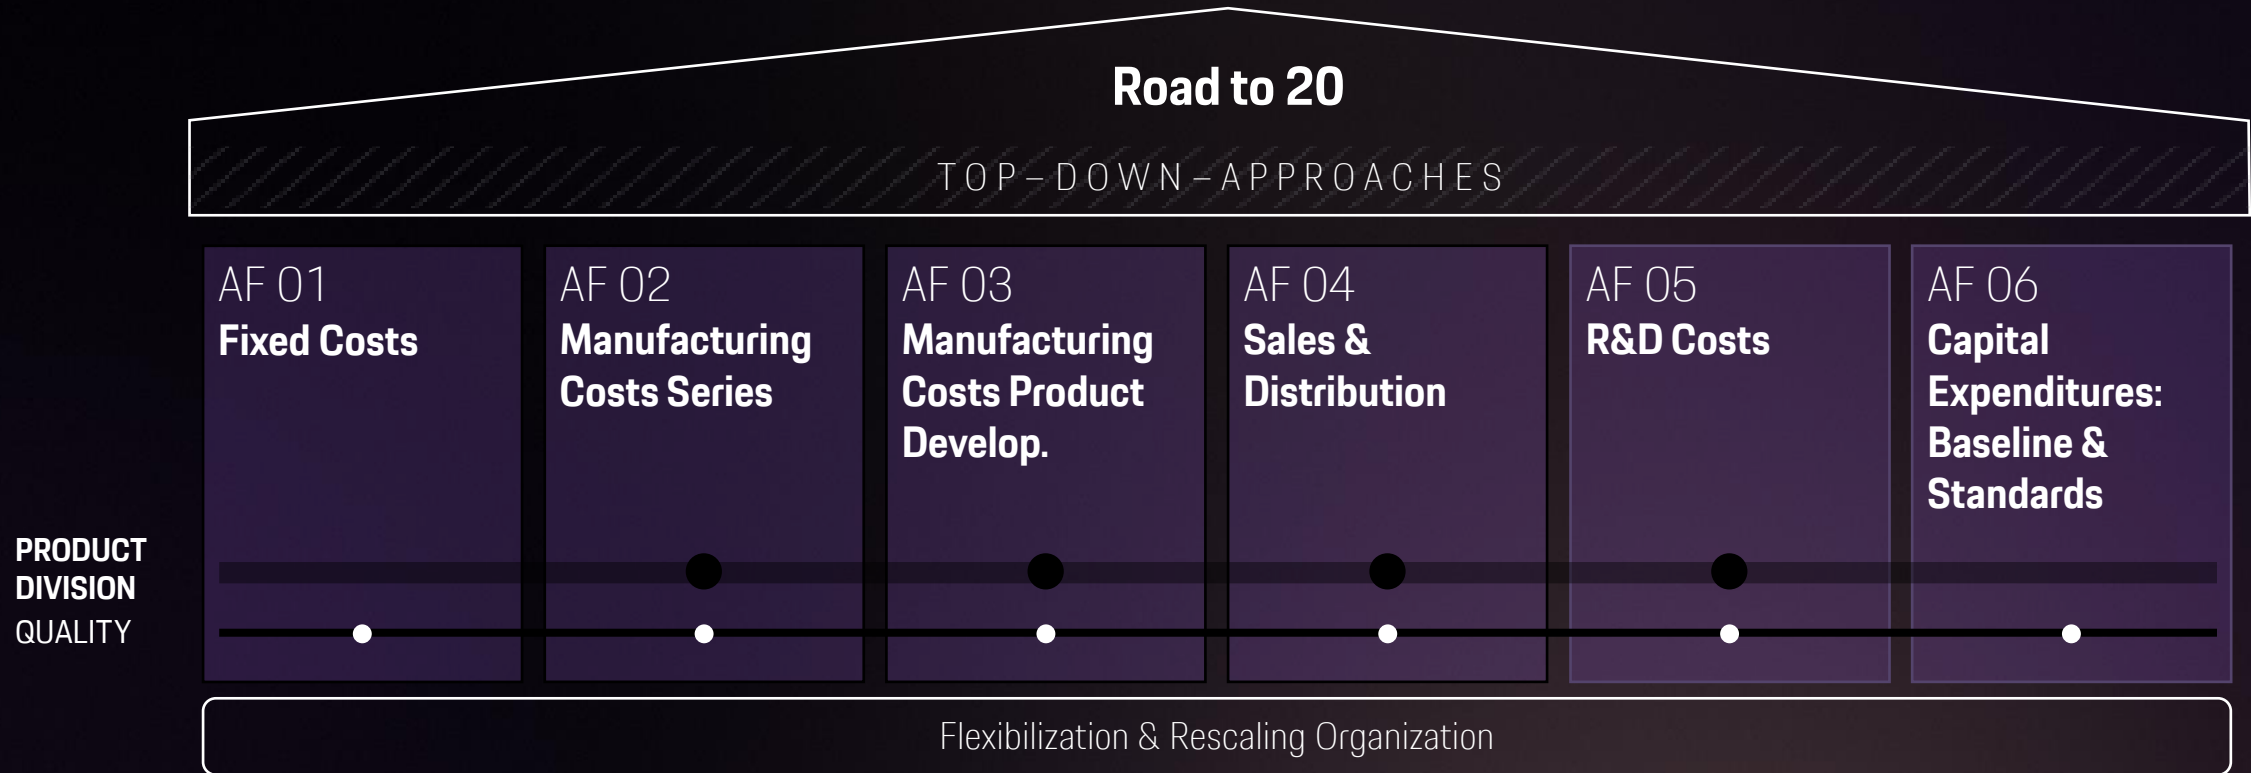 Road to 20
TOP–DOWN–APPROACHES
AF 01
Fixed Costs
AF 02
Manufacturing
Costs Series
AF 03
Manufacturing
Costs Product
Develop.
AF 04
Sales &
Distribution
AF 05
R&D Costs
AF 06
Capital
Expenditures:
Baseline &
Standards
PRODUCT
DIVISION
QUALITY
Flexibilization & Rescaling Organization